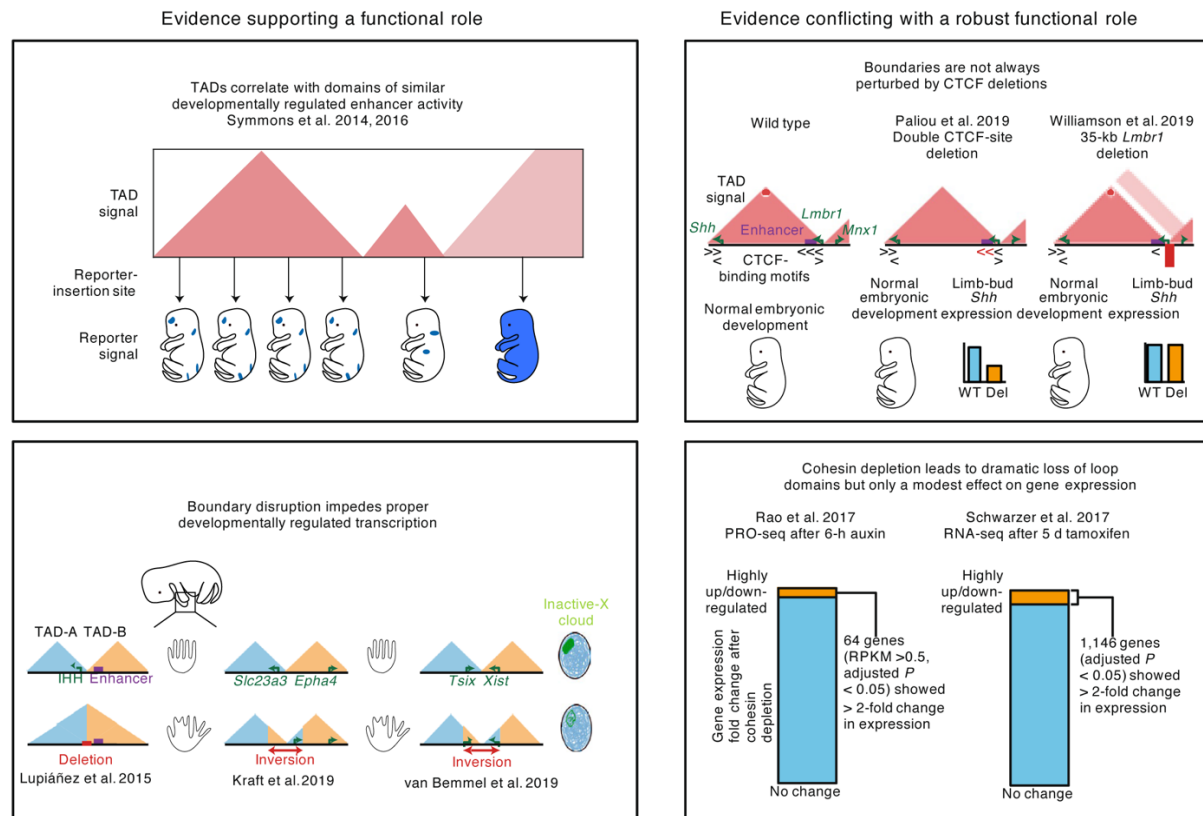 Evidence supporting a functional role
TADs correlate with domains of similar
developmentally regulated enhancer activity
Symmons et al. 2014, 2016
TAD
signal
Reporter-
insertion site
Reporter
signal
Boundary disruption impedes proper
developmentally regulated transcription
Inactive-X
cloud
TAD-A TAD-B
IHH Enhancer
Slc23a3 Epha4
Tsix Xist
Deletion
Inversion
Inversion
Lupiáñez et al. 2015
Kraft et al. 2019
van Bemmel et al. 2019
Evidence conflicting with a robust functional role
Boundaries are not always
perturbed by CTCF deletions
Wild type
Paliou et al. 2019
Double CTCF-site
deletion
Williamson et al. 2019
35-kb Lmbr1
deletion
TAD
signal
Shh
Enhancer
Lmbr1
Mnx1
>>
<
<<<
>
CTCF-
binding motifs
>>
<
<<<
>
>>
<
<
Normal embryonic
development
Normal
embryonic
development
Limb-bud
Shh
expression
Normal
embryonic
development
Limb-bud
Shh
expression
WT Del
WT Del
Cohesin depletion leads to dramatic loss of loop
domains but only a modest effect on gene expression
Rao et al. 2017
PRO-seq after 6-h auxin
Schwarzer et al. 2017
RNA-seq after 5 d tamoxifen
Highly
up/down-
regulated
Gene expression
fold change after
cohesin
depletion
64 genes
(RPKM >0.5,
adjusted P
< 0.05) showed
> 2-fold change
in expression
No change
Highly
up/down-
regulated
1,146 genes
(adjusted P
< 0.05) showed
> 2-fold change
in expression
No change